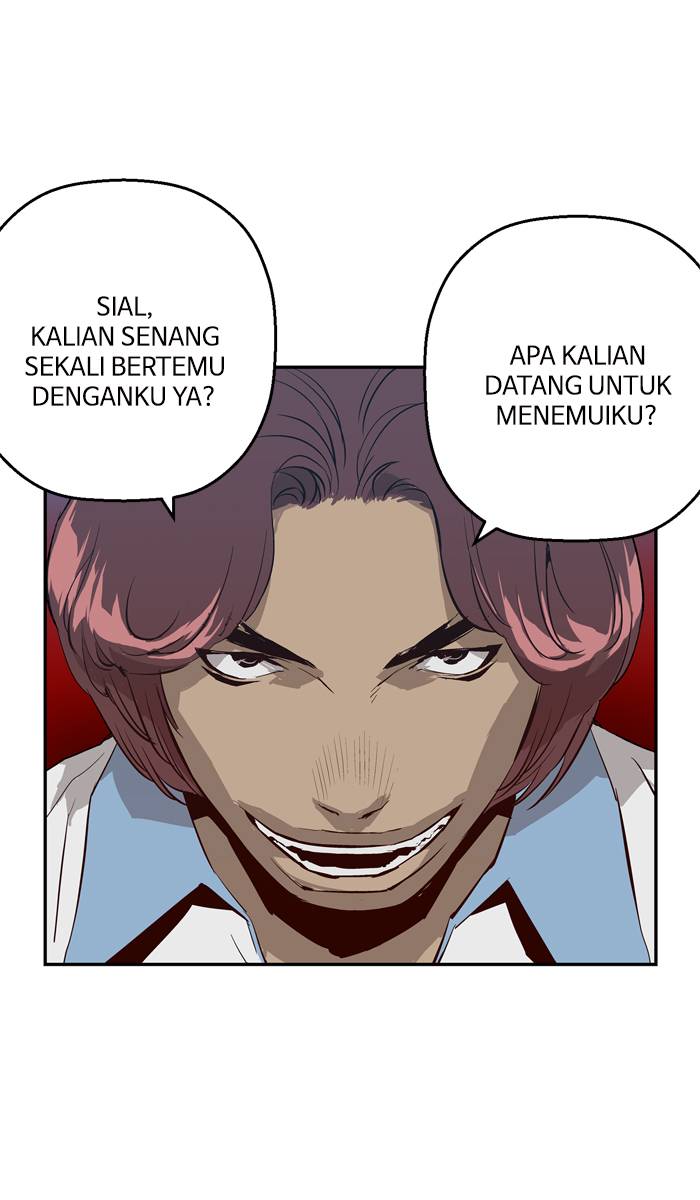 SIAL,
KALIAN SENANG
SEKALI BERTEMU
DENGANKU YA?
APA KALIAN
DATANG UNTUK
MENEMUIKU?